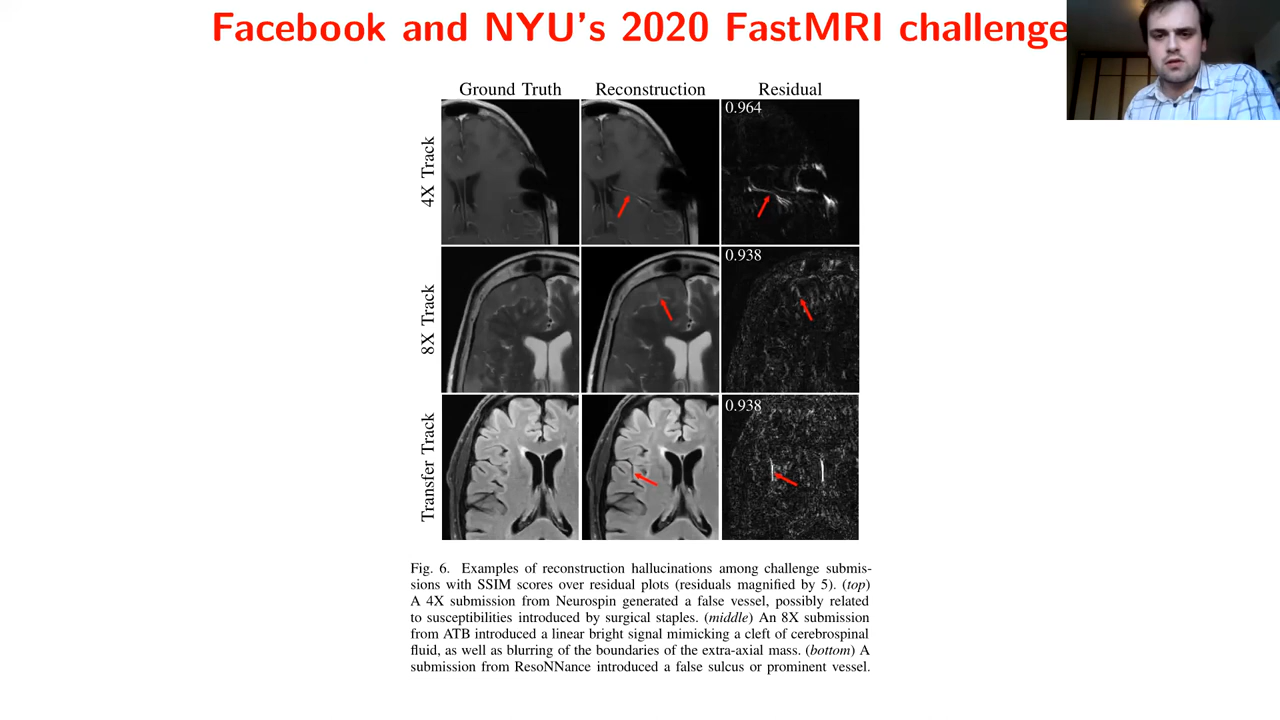 Facebook and NYU's 2020 FastMRI challenge
Ground Truth Reconstruction Residual
4X Track
0.964
8X Track
0.938
Transfer Track
0.938
Fig. 6. Examples of reconstruction hallucinations among challenge submis-
sions with SSIM scores over residual plots (residuals magnified by 5). (top)
A 4X submission from Neurospin generated a false vessel, possibly related
to susceptibilities introduced by surgical staples. (middle) An 8X submission
from ATB introduced a linear bright signal mimicking a cleft of cerebrospinal
fluid, as well as blurring of the boundaries of the extra-axial mass. (bottom) A
submission from ResoNNance introduced a false sulcus or prominent vessel.